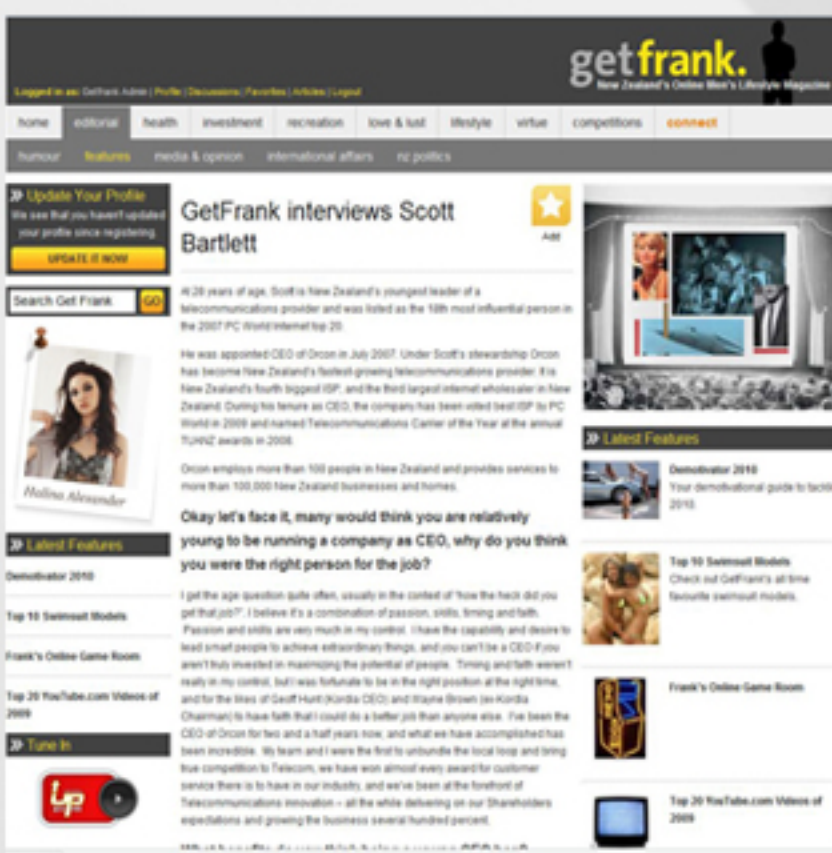 getfrank.
New Zealand's Online Men's Lifestyle Magazine
Logged in as: GetFrank Admin | Profile | Discussions | Favorites | Articles | Logout
home editorial health investment recreation love & lust lifestyle virtue competitions connect
humour features media & opinion international affairs nz politics
Update Your Profile
We see that you haven't updated
your profile since registering.
UPDATE IT NOW
Search Get Frank GO
Halina Alexander
Latest Features
Demotivator 2010
Top 10 Swimsuit Models
Frank's Online Game Room
Top 20 YouTube.com Videos of
2009
Tune In
up
GetFrank interviews Scott
Bartlett
Add
At 28 years of age, Scott is New Zealand's youngest leader of a
telecommunications provider and was listed as the 18th most influential person in
the 2007 PC World Internet top 20.
He was appointed CEO of Orcon in July 2007. Under Scott's stewardship Orcon
has become New Zealand's fastest-growing telecommunications provider. It is
New Zealand's fourth biggest ISP, and the third largest internet wholesaler in New
Zealand. During his tenure as CEO, the company has been voted best ISP by PC
World in 2009 and named Telecommunications Carrier of the Year at the annual
TUANZ awards in 2008.
Orcon employs more than 100 people in New Zealand and provides services to
more than 100,000 New Zealand businesses and homes.
Okay let's face it, many would think you are relatively
young to be running a company as CEO, why do you think
you were the right person for the job?
I get the age question quite often, usually in the context of "how the heck did you
get that job?". I believe it's a combination of passion, skills, timing and faith.
Passion and skills are very much in my control. I have the capability and desire to
lead smart people to achieve extraordinary things, and you can't be a CEO if you
aren't truly invested in maximizing the potential of people. Timing and faith weren't
really in my control, but I was fortunate to be in the right position at the right time,
and for the likes of Geoff Hunt (Kordia CEO) and Wayne Brown (ex-Kordia
Chairman) to have faith that I could do a better job than anyone else. I've been the
CEO of Orcon for two and a half years now, and what we have accomplished has
been incredible. My team and I were the first to unbundle the local loop and bring
true competition to Telecom, we have won almost every award for customer
service there is to have in our industry, and we've been at the forefront of
Telecommunications innovation – all the while delivering on our Shareholders
expectations and growing the business several hundred percent.
Latest Features
Demotivator 2010
Your demotivational guide to tackling
2010.
Top 10 Swimsuit Models
Check out GetFrank's all time
favourite swimsuit models.
Frank's Online Game Room
Top 20 YouTube.com Videos of
2009